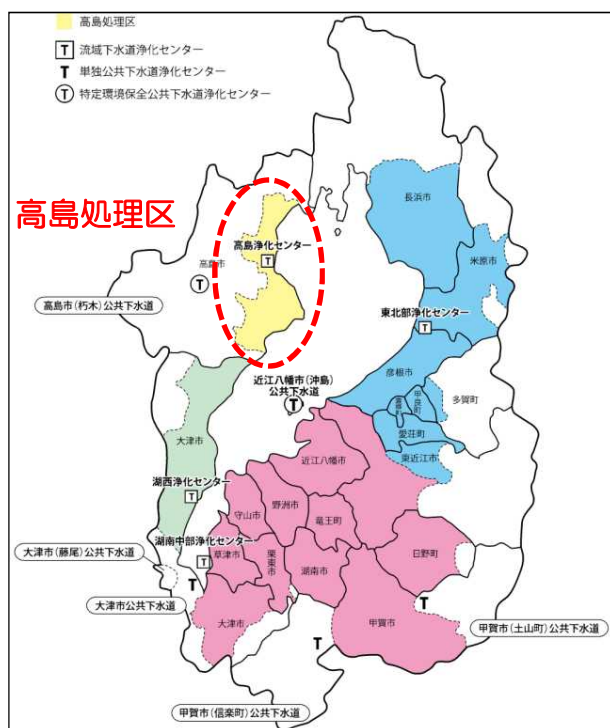 高島処理区
T 流域下水道浄化センター
T 単独公共下水道浄化センター
T 特定環境保全公共下水道浄化センター
高島処理区
長浜市
高島浄化センター
T
高島市
T
米原市
高島市(朽木)公共下水道
東北部浄化センター
T
彦根市
近江八幡市(沖島)
公共下水道
T
甲良町
多賀町
愛荘町
東近江市
大津市
近江八幡市
湖西浄化センター
T
野洲市
守山市
竜王町
湖南中部浄化センター
T
草津市
栗東市
湖南市
日野町
大津市(藤尾)公共下水道
T
大津市公共下水道
大津市
甲賀市
T
T
甲賀市(土山町)公共下水道
甲賀市(信楽町)公共下水道